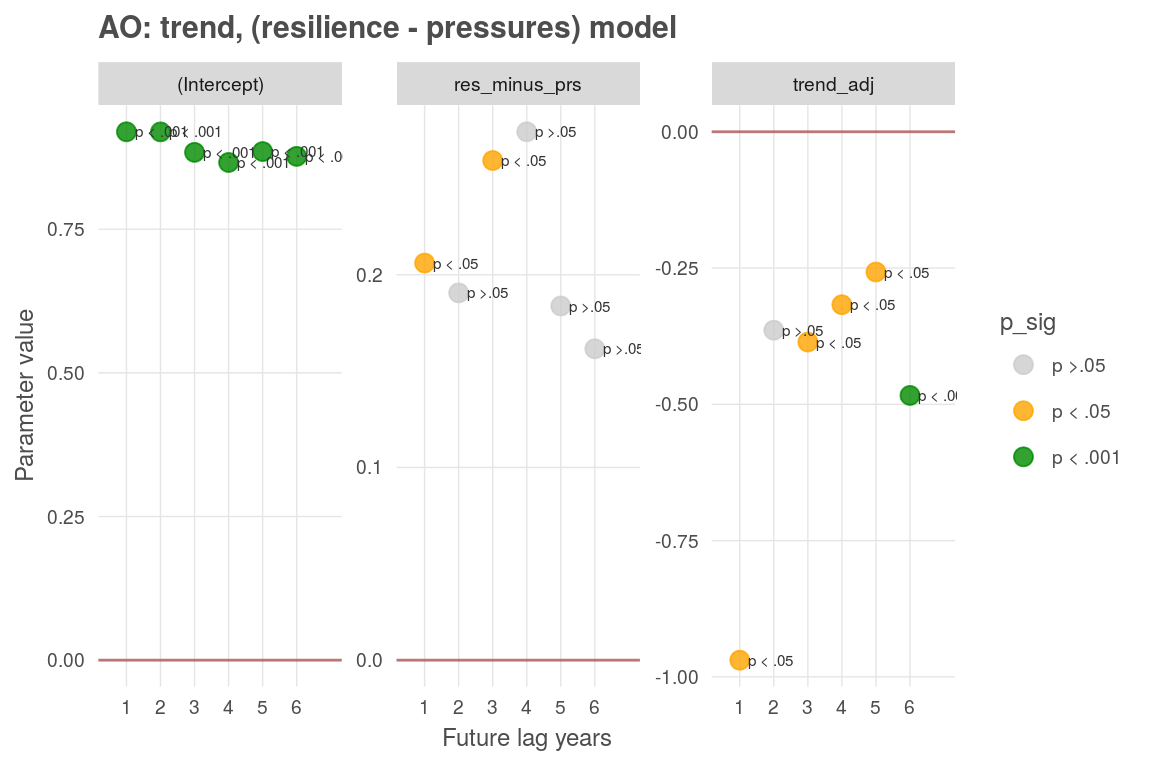 AO: trend, (resilience - pressures) model
(Intercept)
res_minus_prs
trend_adj
Parameter value
0.75
0.50
0.25
0.00
p < .001
p < .001
p < .001
p < .001
p < .001
p < .0
1 2 3 4 5 6
0.2
0.1
0.0
p < .05
p >.05
p < .05
p >.05
p >.05
p >.05
1 2 3 4 5 6
0.00
-0.25
-0.50
-0.75
-1.00
p < .05
p >.05
p < .05
p < .05
p < .05
p < .00
1 2 3 4 5 6
Future lag years
p_sig
p >.05
p < .05
p < .001